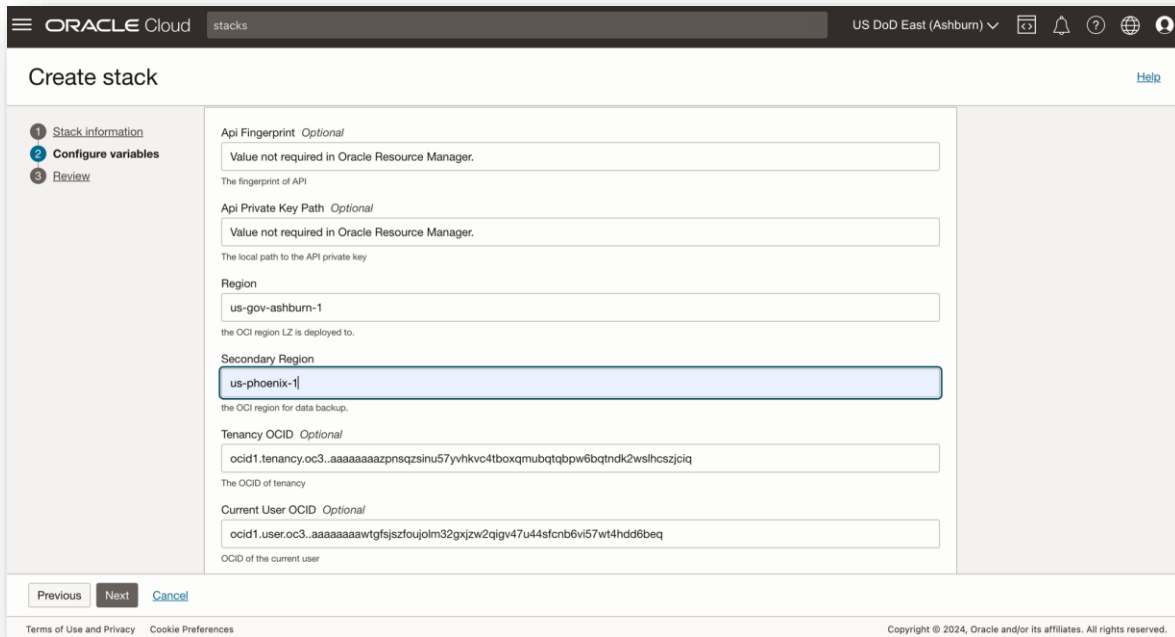 ORACLE Cloud
stacks
US DoD East (Ashburn)
Create stack
Help
1 Stack information
2 Configure variables
3 Review
Api Fingerprint Optional
Value not required in Oracle Resource Manager.
The fingerprint of API
Api Private Key Path Optional
Value not required in Oracle Resource Manager.
The local path to the API private key
Region
us-gov-ashburn-1
the OCI region LZ is deployed to.
Secondary Region
us-phoenix-1
the OCI region for data backup.
Tenancy OCID Optional
ocid1.tenancy.oc3..aaaaaaaazpnsqzsinu57yvhkvc4tboxqmubqtqbpw6bqtndk2wslhcszjciq
The OCID of tenancy
Current User OCID Optional
ocid1.user.oc3..aaaaaaaawtgfsjszfoujolm32gxjzw2qigv47u44sfcnb6vi57wt4hdd6beq
OCID of the current user
Previous
Next
Cancel
Terms of Use and Privacy
Cookie Preferences
Copyright © 2024, Oracle and/or its affiliates. All rights reserved.